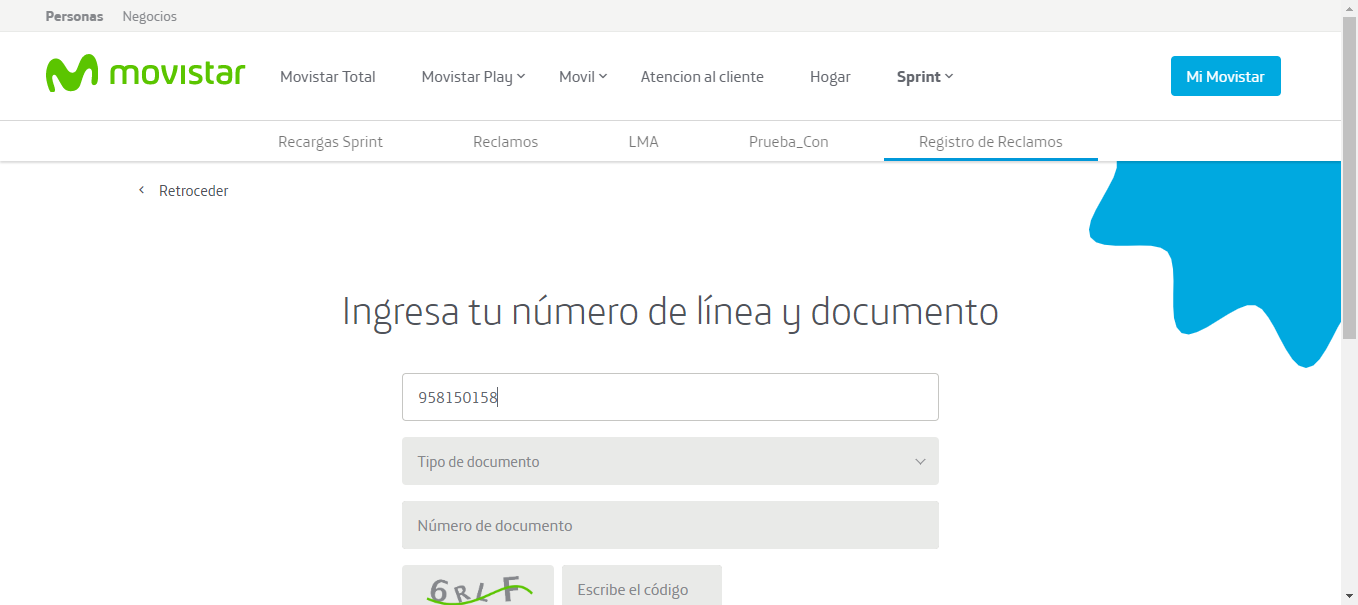 Personas Negocios
movistar Movistar Total Movistar Play Movil Atencion al cliente Hogar Sprint Mi Movistar
Recargas Sprint Reclamos LMA Prueba_Con Registro de Reclamos
Retroceder
Ingresa tu número de línea y documento
958150158
Tipo de documento
Número de documento
6RLF Escribe el código